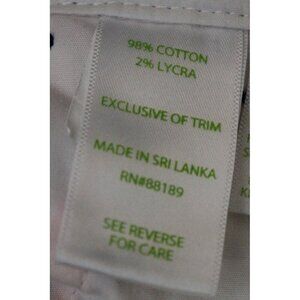 98% COTTON
2% LYCRA
EXCLUSIVE OF TRIM
MADE IN SRI LANKA
RN#88189
SEE REVERSE
FOR CARE